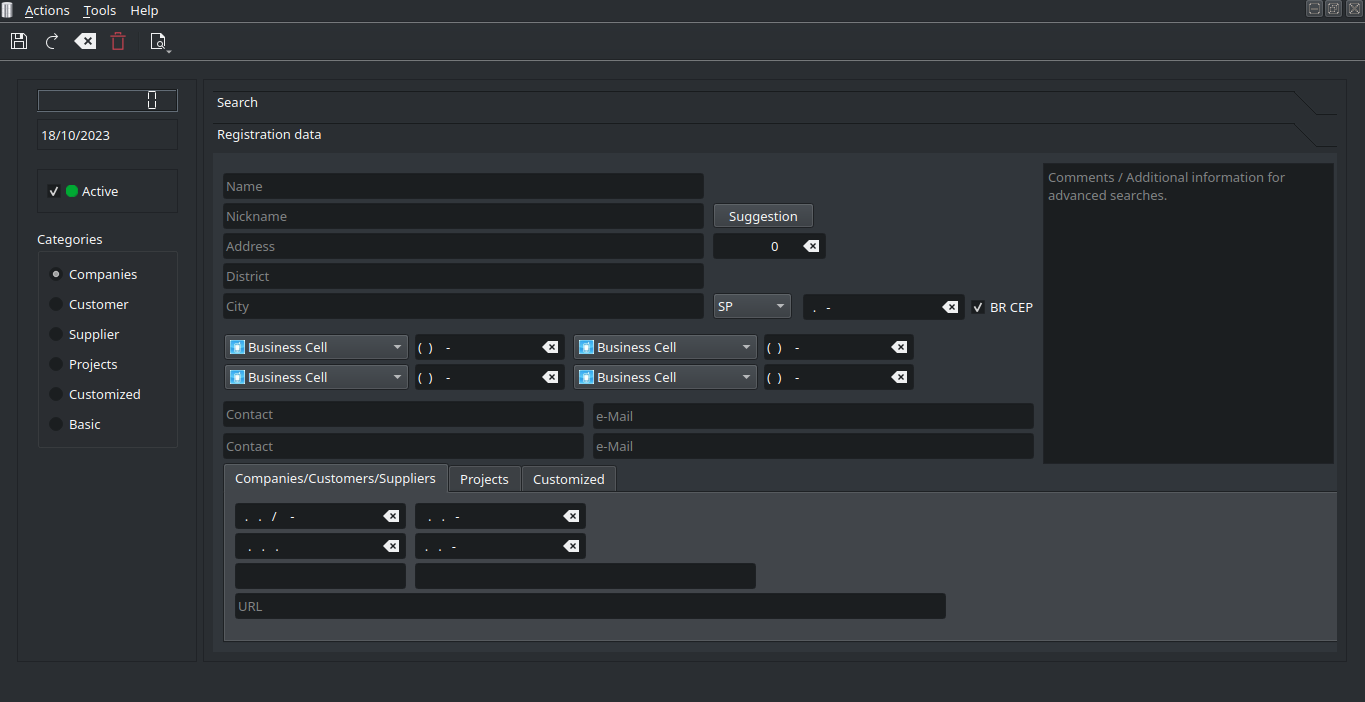 Actions Tools Help
0
18/10/2023
Active
Categories
Companies
Customer
Supplier
Projects
Customized
Basic
Search
Registration data
Name
Nickname
Suggestion
Address
0
District
City
SP
. -
BR CEP
Comments / Additional information for
advanced searches.
Business Cell ( ) - Business Cell ( ) -
Business Cell ( ) - Business Cell ( ) -
Contact e-Mail
Contact e-Mail
Companies/Customers/Suppliers Projects Customized
. . / - . . -
. . . . . -
URL